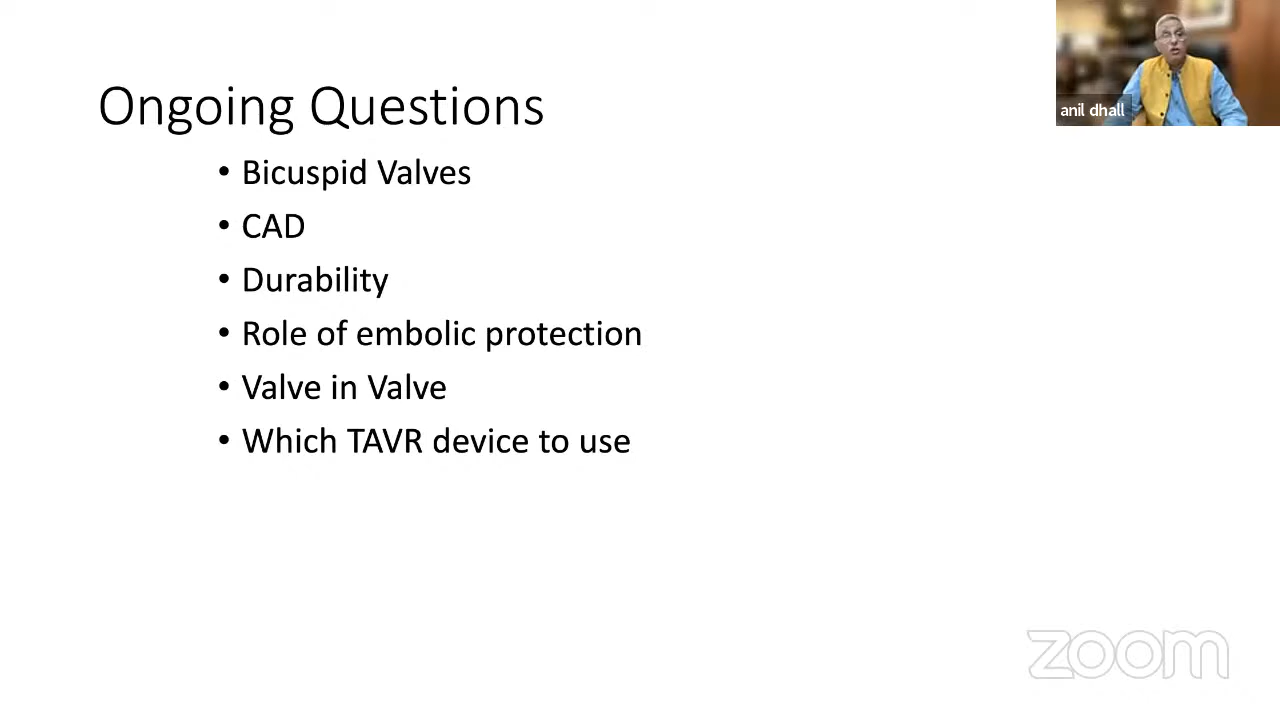 Ongoing Questions
• Bicuspid Valves
• CAD
• Durability
• Role of embolic protection
• Valve in Valve
• Which TAVR device to use
anil dhall
zoom